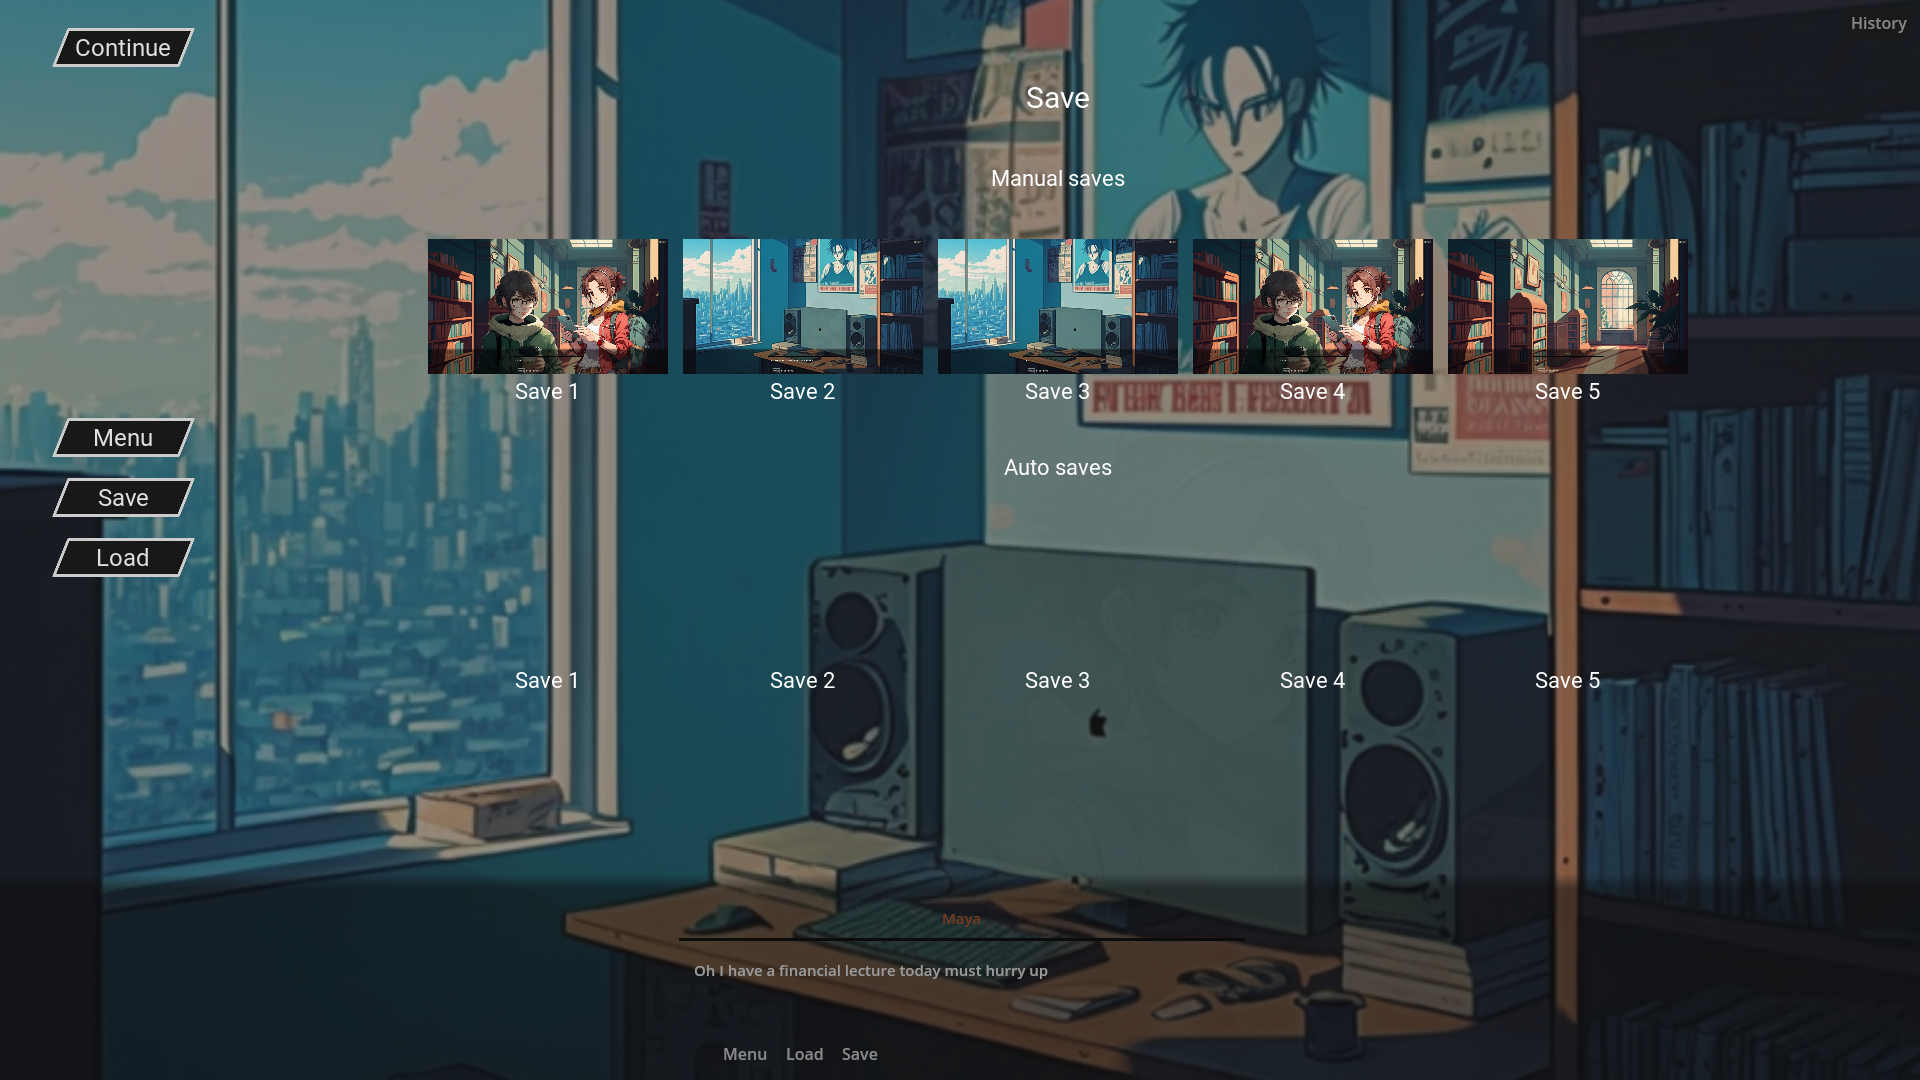 History
Continue
Save
Manual saves
Save 1
Save 2
Save 3
Save 4
Save 5
Menu
Auto saves
Save
Load
Save 1
Save 2
Save 3
Save 4
Save 5
Maya
Oh I have a financial lecture today must hurry up
Menu Load Save